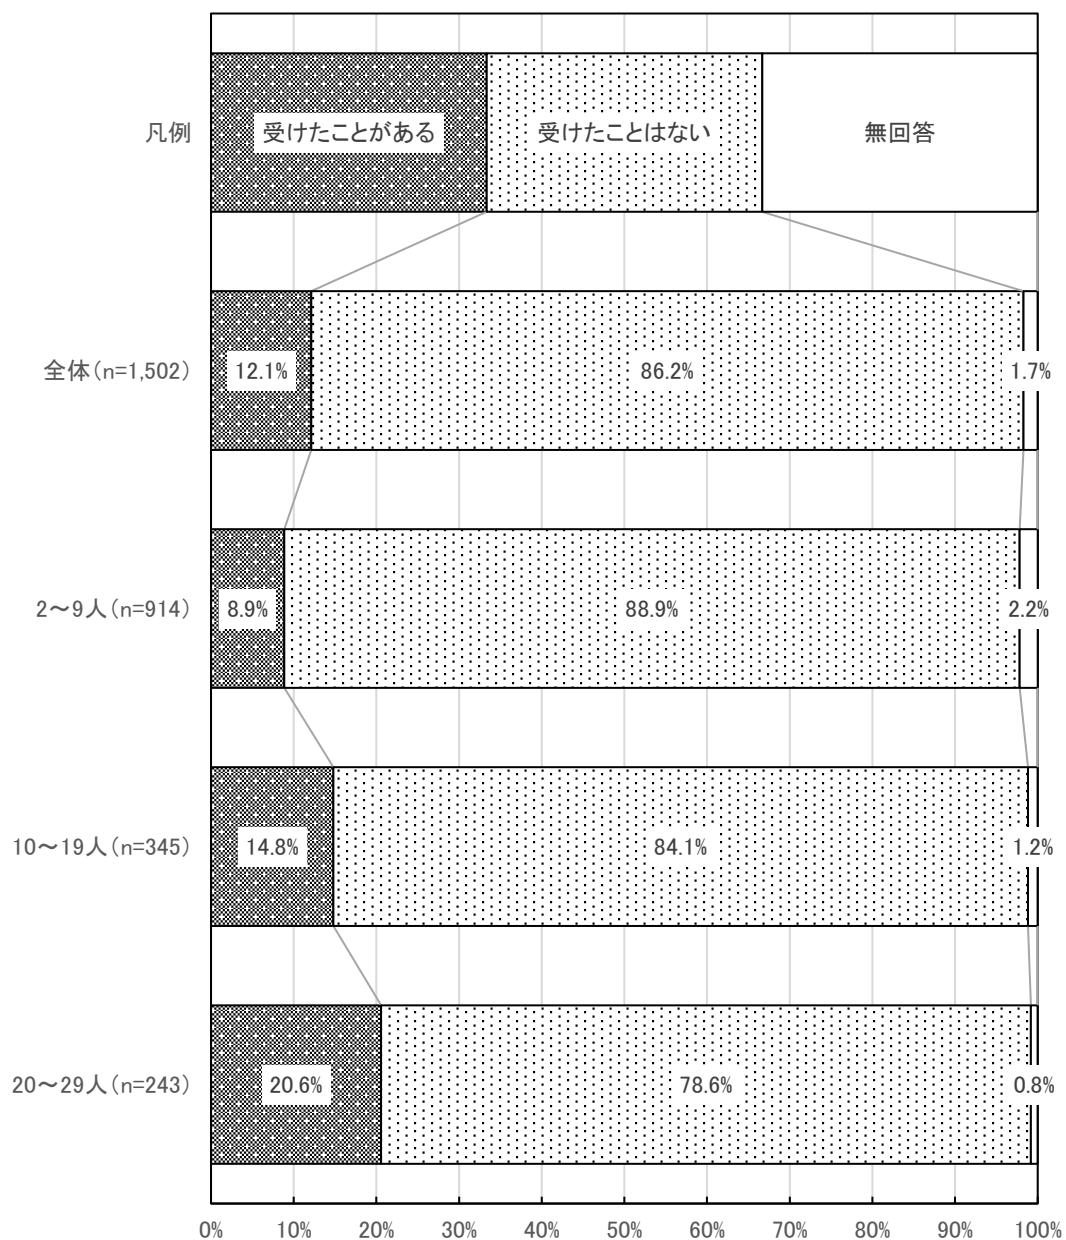 凡例 受けたことがある 受けたことはない 無回答
全体（n=1,502） 12.1% 86.2% 1.7%
2～9人（n=914） 8.9% 88.9% 2.2%
10～19人（n=345） 14.8% 84.1% 1.2%
20～29人（n=243） 20.6% 78.6% 0.8%
0% 10% 20% 30% 40% 50% 60% 70% 80% 90% 100%